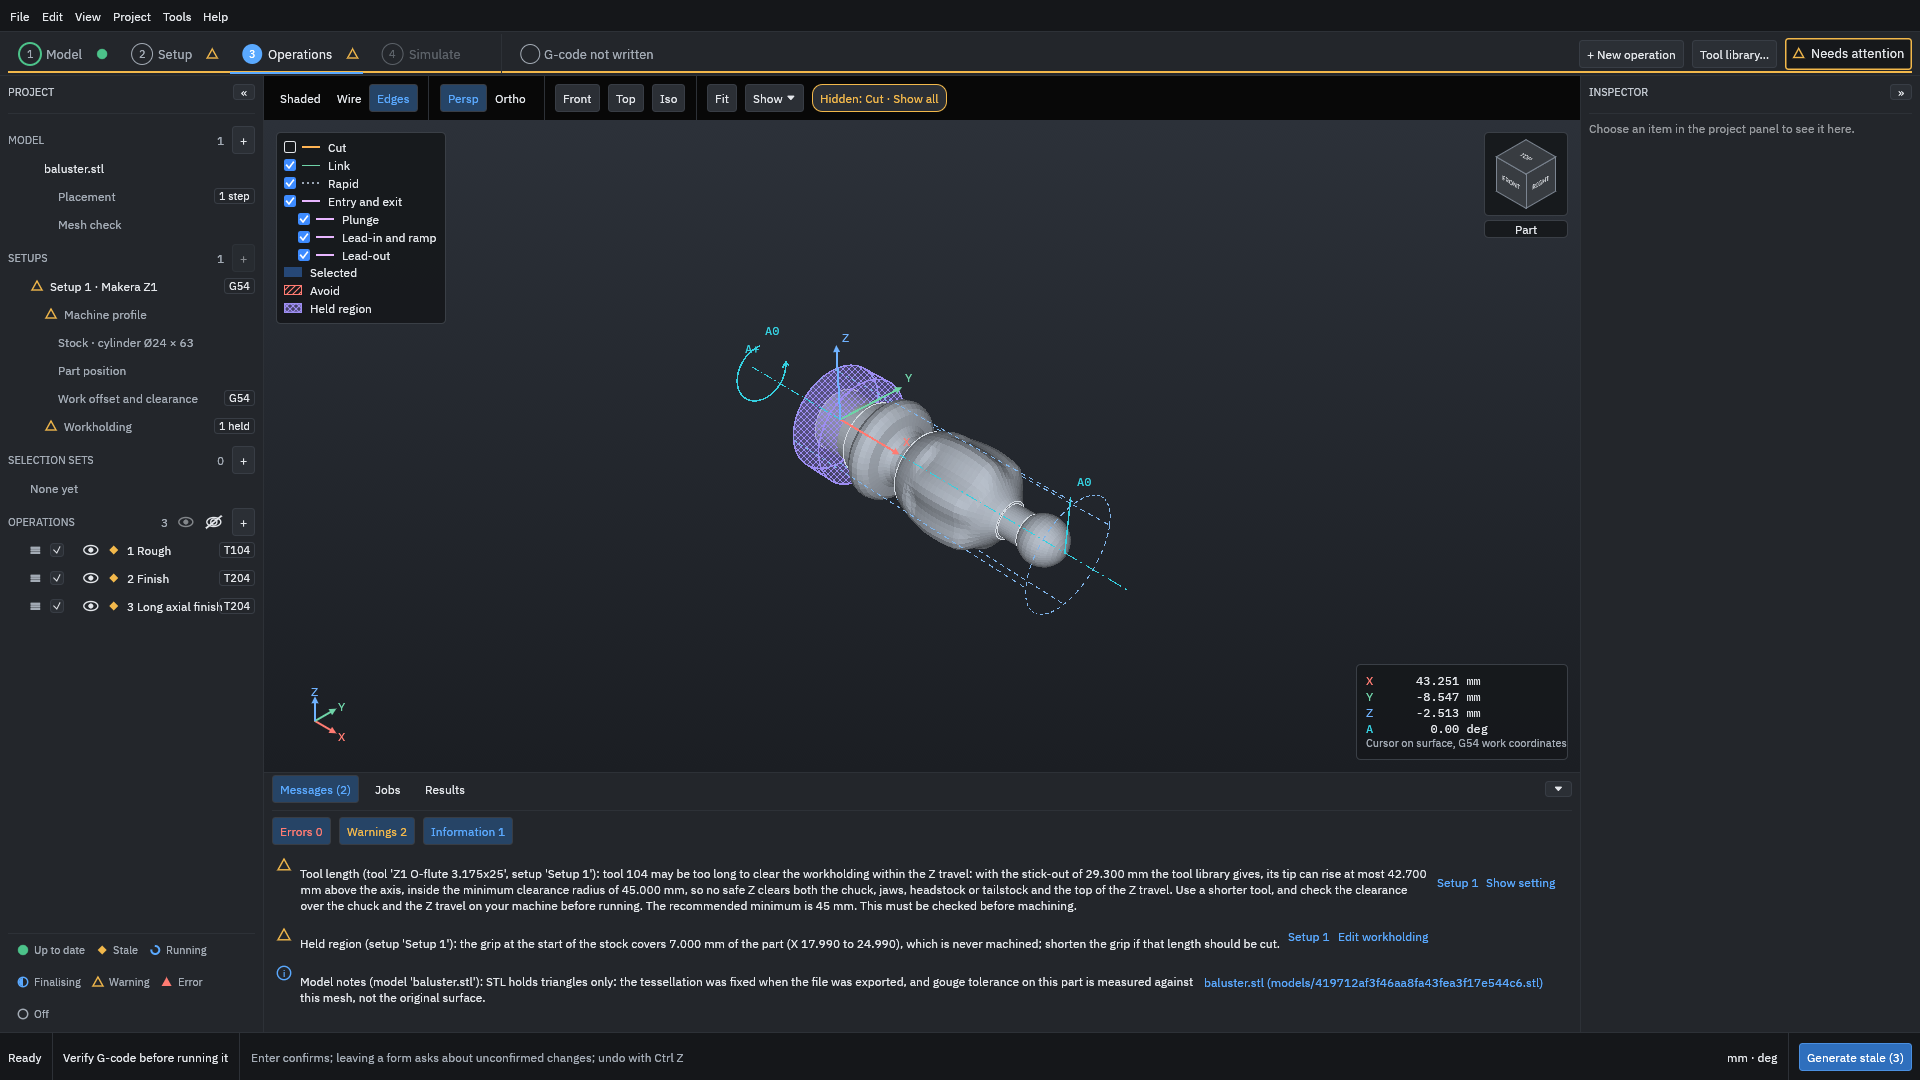 File Edit View Project Tools Help
1 Model 2 Setup 3 Operations 4 Simulate G-code not written + New operation Tool library... Needs attention
PROJECT «
Shaded Wire Edges Persp Ortho Front Top Iso Fit Show Hidden: Cut · Show all
INSPECTOR »
Choose an item in the project panel to see it here.
MODEL 1 +
baluster.stl
Placement 1 step
Mesh check
SETUPS 1 +
Setup 1 · Makera Z1 G54
Machine profile
Stock · cylinder Ø24 × 63
Part position
Work offset and clearance G54
Workholding 1 held
SELECTION SETS 0 +
None yet
OPERATIONS 3 +
1 Rough T104
2 Finish T204
3 Long axial finish T204
Up to date Stale Running
Finalising Warning Error
Off
Cut
Link
Rapid
Entry and exit
Plunge
Lead-in and ramp
Lead-out
Selected
Avoid
Held region
TOP
FRONT RIGHT
Part
A0
A+
Z
Y
X
A0
Z
Y
X
X 43.251 mm
Y -8.547 mm
Z -2.513 mm
A 0.00 deg
Cursor on surface, G54 work coordinates
Messages (2) Jobs Results
Errors 0 Warnings 2 Information 1
Tool length (tool 'Z1 O-flute 3.175x25', setup 'Setup 1'): tool 104 may be too long to clear the workholding within the Z travel: with the stick-out of 29.300 mm the tool library gives, its tip can rise at most 42.700
mm above the axis, inside the minimum clearance radius of 45.000 mm, so no safe Z clears both the chuck, jaws, headstock or tailstock and the top of the Z travel. Use a shorter tool, and check the clearance
over the chuck and the Z travel on your machine before running. The recommended minimum is 45 mm. This must be checked before machining.
Setup 1 Show setting
Held region (setup 'Setup 1'): the grip at the start of the stock covers 7.000 mm of the part (X 17.990 to 24.990), which is never machined; shorten the grip if that length should be cut. Setup 1 Edit workholding
Model notes (model 'baluster.stl'): STL holds triangles only: the tessellation was fixed when the file was exported, and gouge tolerance on this part is measured against
this mesh, not the original surface.
baluster.stl (models/419712af3f46aa8fa43fea3f17e544c6.stl)
Ready Verify G-code before running it Enter confirms; leaving a form asks about unconfirmed changes; undo with Ctrl Z mm · deg Generate stale (3)